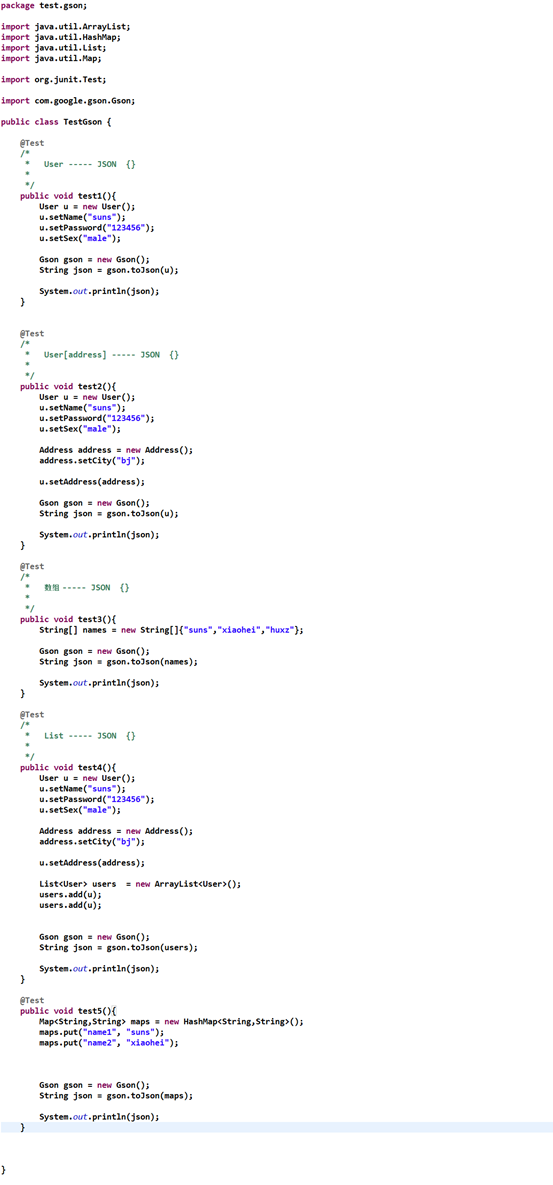 package test.gson;
import java.util.ArrayList;
import java.util.HashMap;
import java.util.List;
import java.util.Map;
import org.junit.Test;
import com.google.gson.Gson;
public class TestGson {
@Test
/*
* User ----- JSON {}
*
*/
public void test1(){
User u = new User();
u.setName("suns");
u.setPassword("123456");
u.setSex("male");
Gson gson = new Gson();
String json = gson.toJson(u);
System.out.println(json);
}
@Test
/*
* User[address] ----- JSON {}
*
*/
public void test2(){
User u = new User();
u.setName("suns");
u.setPassword("123456");
u.setSex("male");
Address address = new Address();
address.setCity("bj");
u.setAddress(address);
Gson gson = new Gson();
String json = gson.toJson(u);
System.out.println(json);
}
@Test
/*
* 数组 ----- JSON {}
*
*/
public void test3(){
String[] names = new String[]{"suns","xiaohei","huxz"};
Gson gson = new Gson();
String json = gson.toJson(names);
System.out.println(json);
}
@Test
/*
* List ----- JSON {}
*
*/
public void test4(){
User u = new User();
u.setName("suns");
u.setPassword("123456");
u.setSex("male");
Address address = new Address();
address.setCity("bj");
u.setAddress(address);
List<User> users = new ArrayList<User>();
users.add(u);
users.add(u);
Gson gson = new Gson();
String json = gson.toJson(users);
System.out.println(json);
}
@Test
public void test5(){
Map<String,String> maps = new HashMap<String,String>();
maps.put("name1", "suns");
maps.put("name2", "xiaohei");
Gson gson = new Gson();
String json = gson.toJson(maps);
System.out.println(json);
}
}